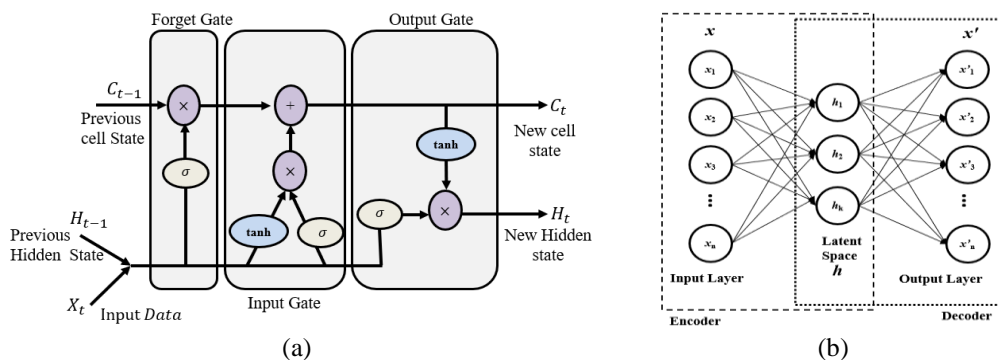 Forget Gate
Output Gate
C_{t-1}
Previous
cell State
×
+
C_t
New cell
state
tanh
σ
×
H_{t-1}
Previous
Hidden State
tanh
σ
σ
×
H_t
New Hidden
state
X_t
Input Data
Input Gate
(a)
x
x'
x_1
x_2
x_3
...
x_n
h_1
h_2
h_k
x'_1
x'_2
x'_3
...
x'_n
Input Layer
Latent
Space
h
Output Layer
Encoder
Decoder
(b)